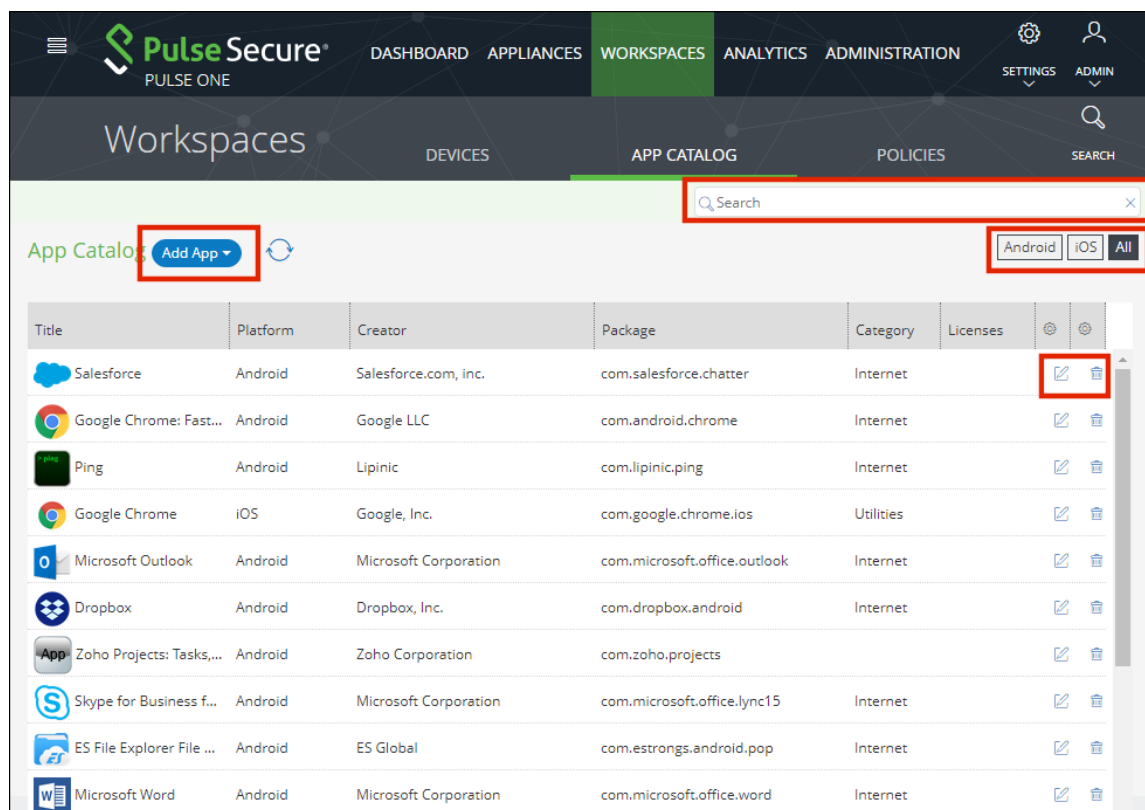 Pulse Secure®
PULSE ONE
DASHBOARD APPLIANCES WORKSPACES ANALYTICS ADMINISTRATION
SETTINGS ADMIN
Workspaces
DEVICES APP CATALOG POLICIES
SEARCH
Search
App Catalog Add App
Android iOS All
Title Platform Creator Package Category Licenses
Salesforce Android Salesforce.com, inc. com.salesforce.chatter Internet
Google Chrome: Fast... Android Google LLC com.android.chrome Internet
> ping
Ping Android Lipinic com.lipinic.ping Internet
Google Chrome iOS Google, Inc. com.google.chrome.ios Utilities
Microsoft Outlook Android Microsoft Corporation com.microsoft.office.outlook Internet
Dropbox Android Dropbox, Inc. com.dropbox.android Internet
App Zoho Projects: Tasks,... Android Zoho Corporation com.zoho.projects
Skype for Business f... Android Microsoft Corporation com.microsoft.office.lync15 Internet
ES File Explorer File ... Android ES Global com.estrongs.android.pop Internet
Microsoft Word Android Microsoft Corporation com.microsoft.office.word Internet